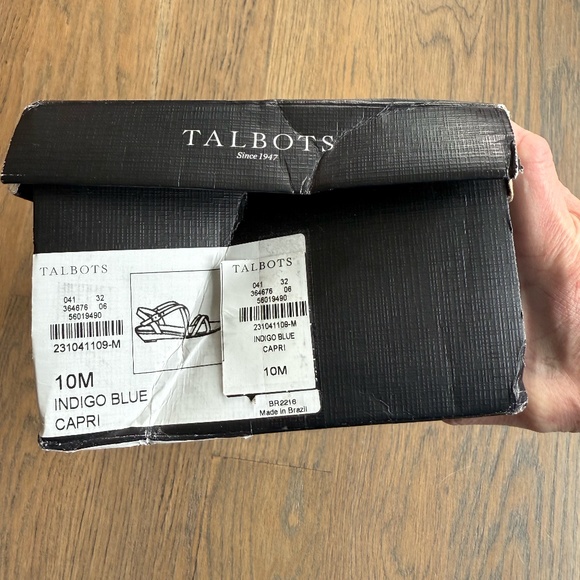 TALBOTS
Since 1947
TALBOTS
041 32
364676 06
56019490
231041109-M
10M
INDIGO BLUE
CAPRI
TALBOTS
041 32
364676 06
56019490
231041109-M
INDIGO BLUE
CAPRI
10M
BR2216
Made in Brazil